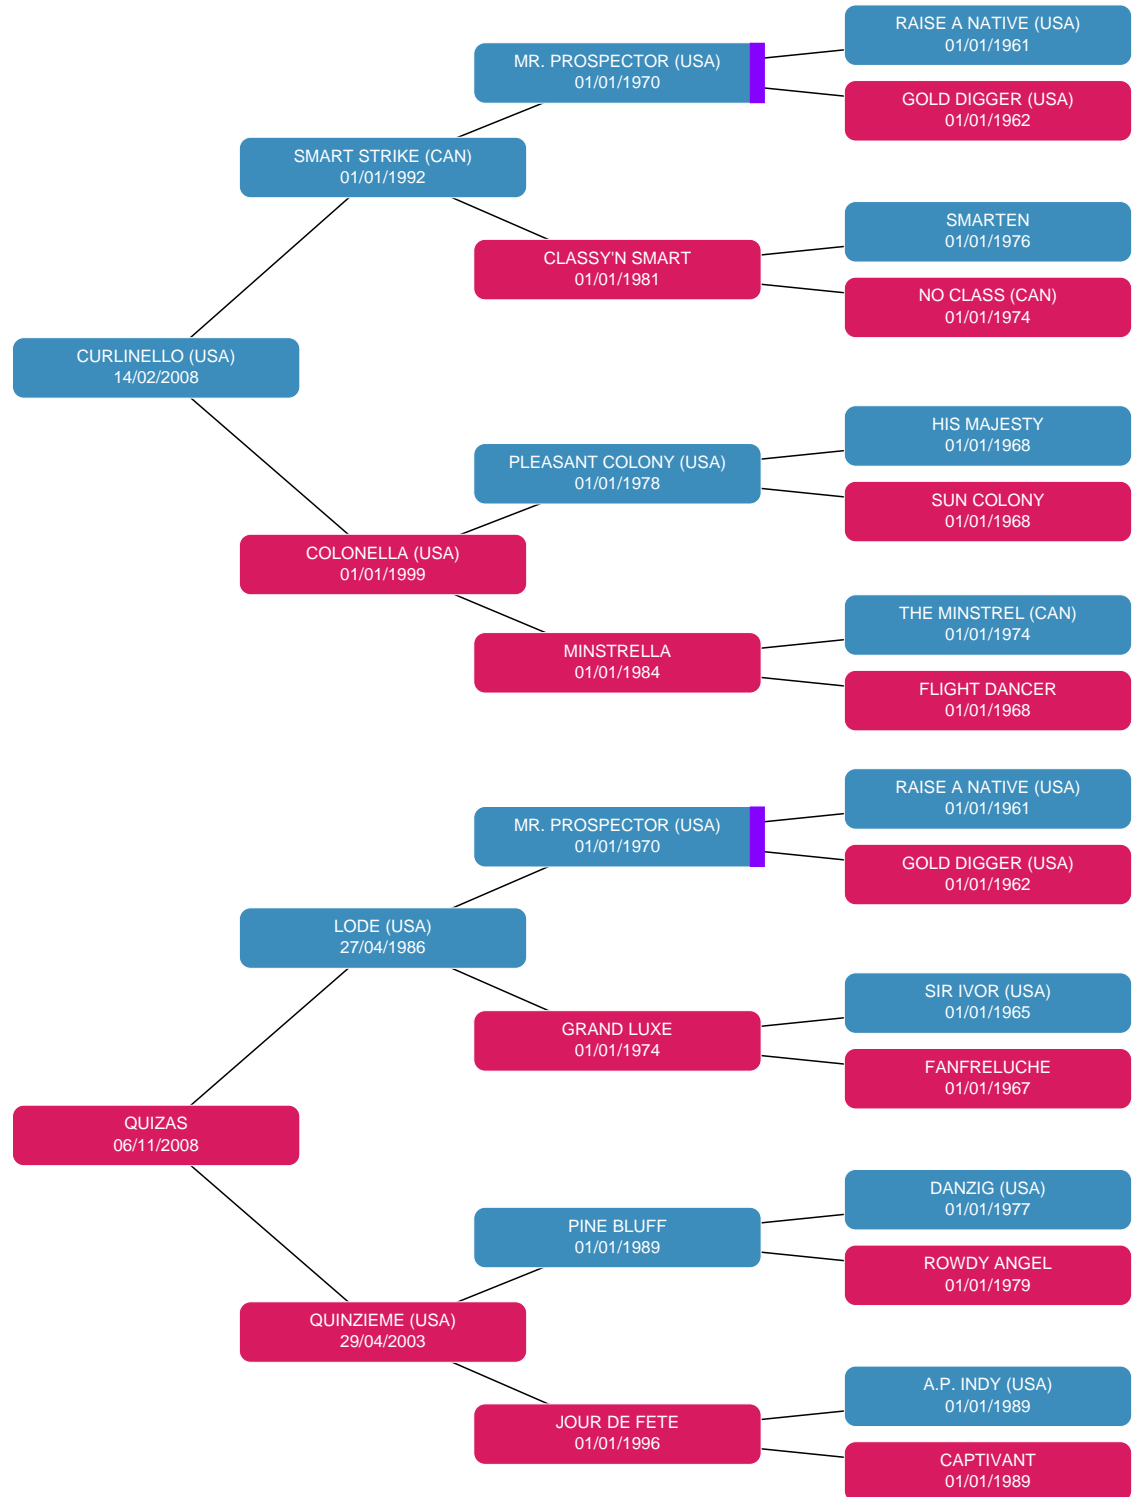 RAISE A NATIVE (USA)
01/01/1961
MR. PROSPECTOR (USA)
01/01/1970
GOLD DIGGER (USA)
01/01/1962
SMART STRIKE (CAN)
01/01/1992
SMARTEN
01/01/1976
CLASSY'N SMART
01/01/1981
NO CLASS (CAN)
01/01/1974
CURLINELLO (USA)
14/02/2008
HIS MAJESTY
01/01/1968
PLEASANT COLONY (USA)
01/01/1978
SUN COLONY
01/01/1968
COLONELLA (USA)
01/01/1999
THE MINSTREL (CAN)
01/01/1974
MINSTRELLA
01/01/1984
FLIGHT DANCER
01/01/1968
RAISE A NATIVE (USA)
01/01/1961
MR. PROSPECTOR (USA)
01/01/1970
GOLD DIGGER (USA)
01/01/1962
LODE (USA)
27/04/1986
SIR IVOR (USA)
01/01/1965
GRAND LUXE
01/01/1974
FANFRELUCHE
01/01/1967
QUIZAS
06/11/2008
DANZIG (USA)
01/01/1977
PINE BLUFF
01/01/1989
ROWDY ANGEL
01/01/1979
QUINZIEME (USA)
29/04/2003
A.P. INDY (USA)
01/01/1989
JOUR DE FETE
01/01/1996
CAPTIVANT
01/01/1989